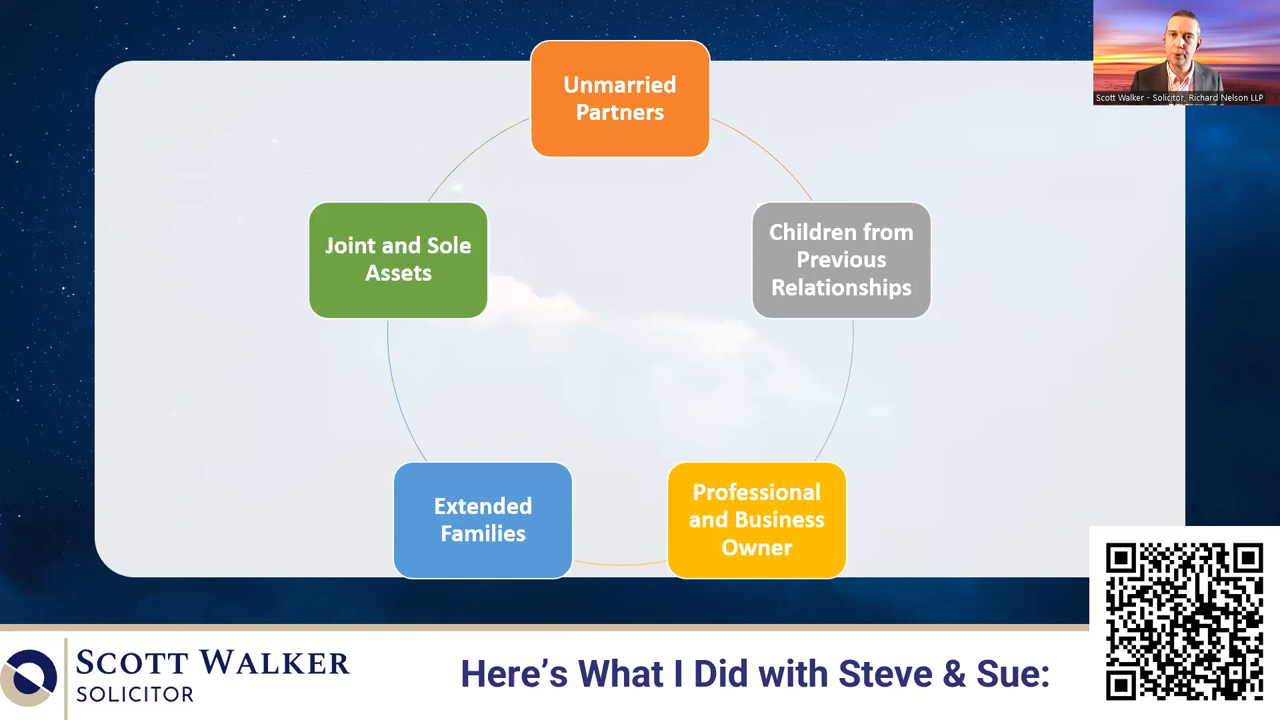 Unmarried
Partners
Scott Walker - Solicitor, Richard Nelson LLP
Joint and Sole
Assets
Children from
Previous
Relationships
Extended
Families
Professional
and Business
Owner
SCOTT WALKER
SOLICITOR
Here’s What I Did with Steve & Sue: